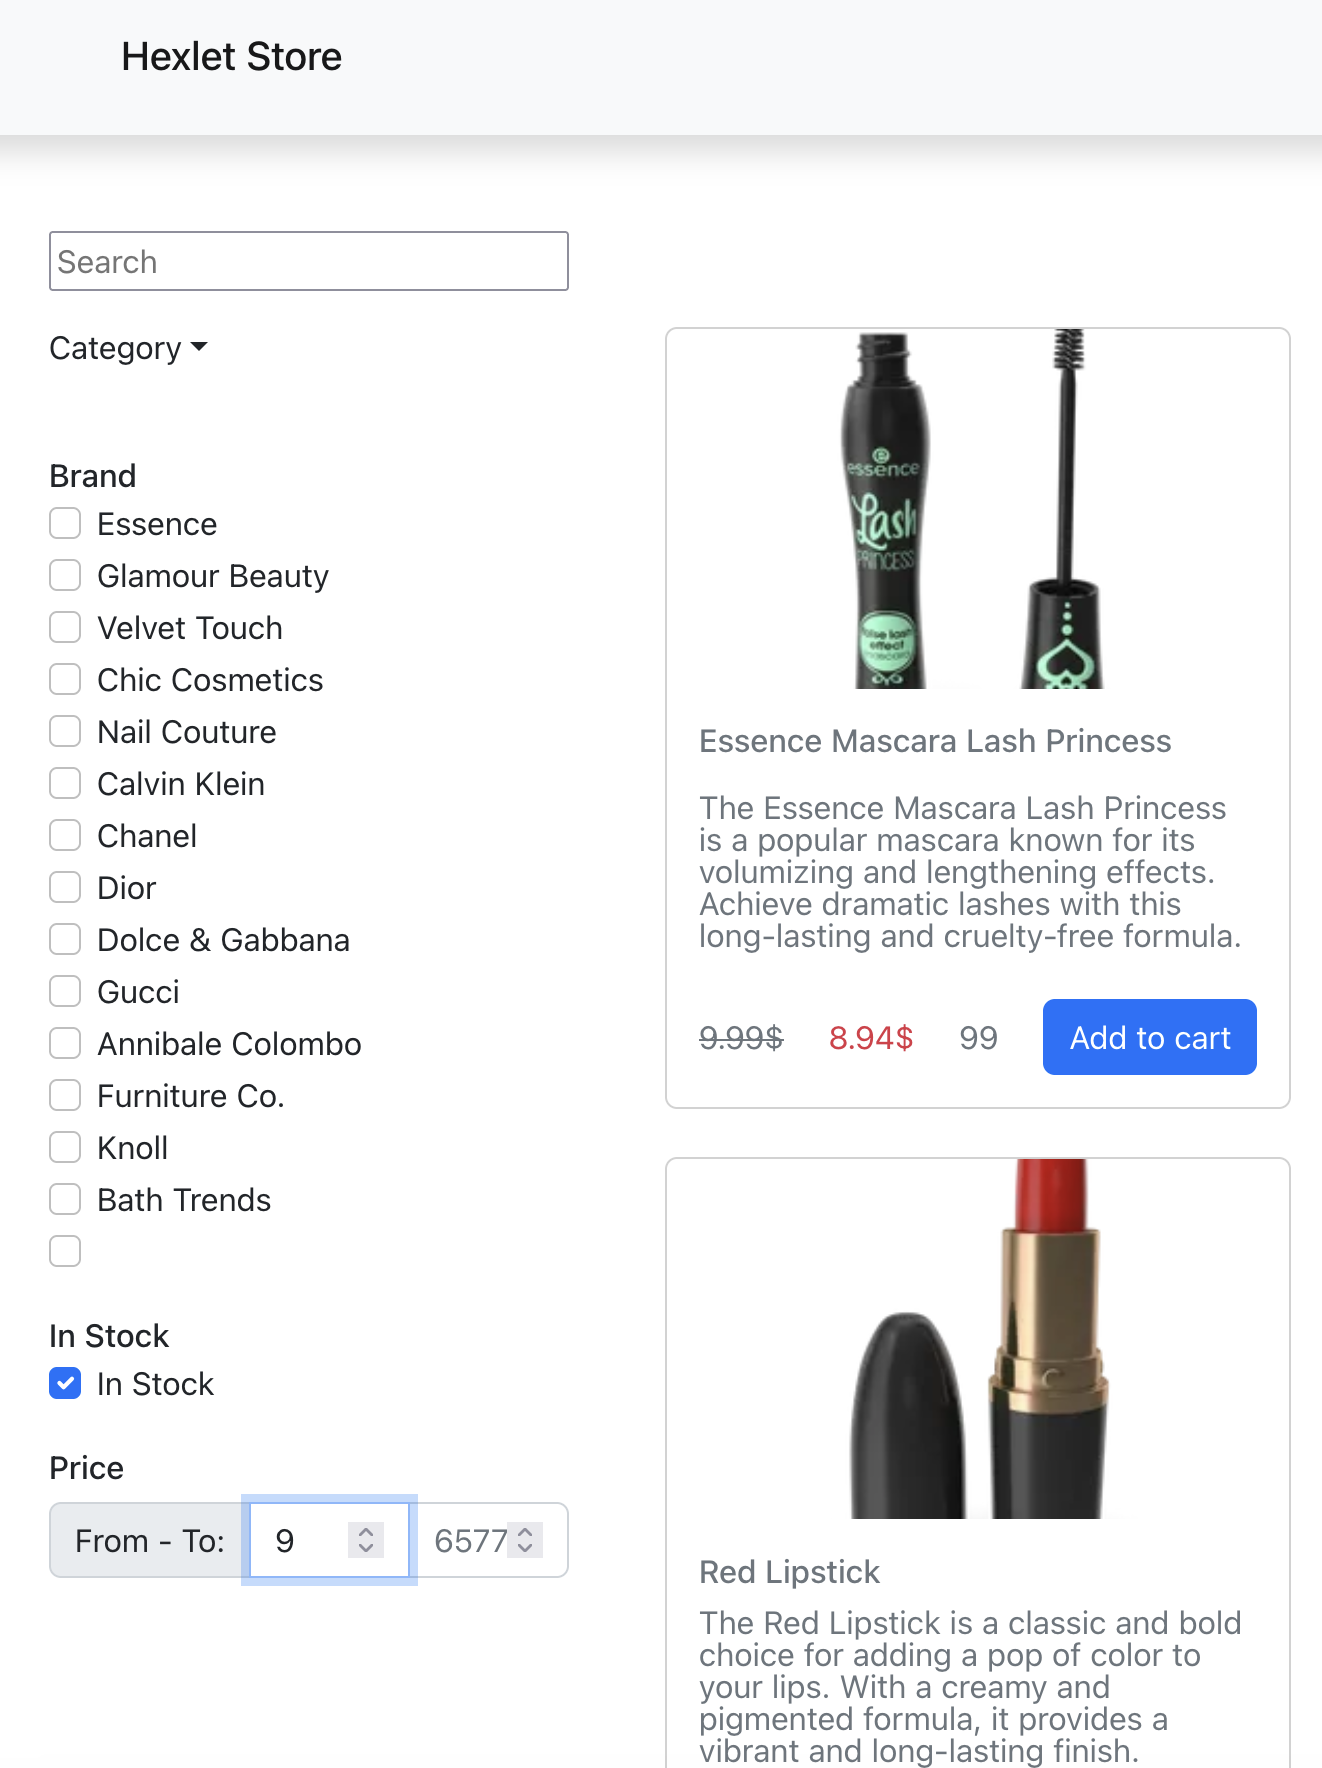 Hexlet Store
Search
Category
Brand
Essence
Glamour Beauty
Velvet Touch
Chic Cosmetics
Nail Couture
Calvin Klein
Chanel
Dior
Dolce & Gabbana
Gucci
Annibale Colombo
Furniture Co.
Knoll
Bath Trends
In Stock
In Stock
Price
From - To:
9
6577
essence
Lash
PRINCESS
false lash
effect
mascara
Essence Mascara Lash Princess
The Essence Mascara Lash Princess
is a popular mascara known for its
volumizing and lengthening effects.
Achieve dramatic lashes with this
long-lasting and cruelty-free formula.
9.99$ 8.94$ 99 Add to cart
Red Lipstick
The Red Lipstick is a classic and bold
choice for adding a pop of color to
your lips. With a creamy and
pigmented formula, it provides a
vibrant and long-lasting finish.